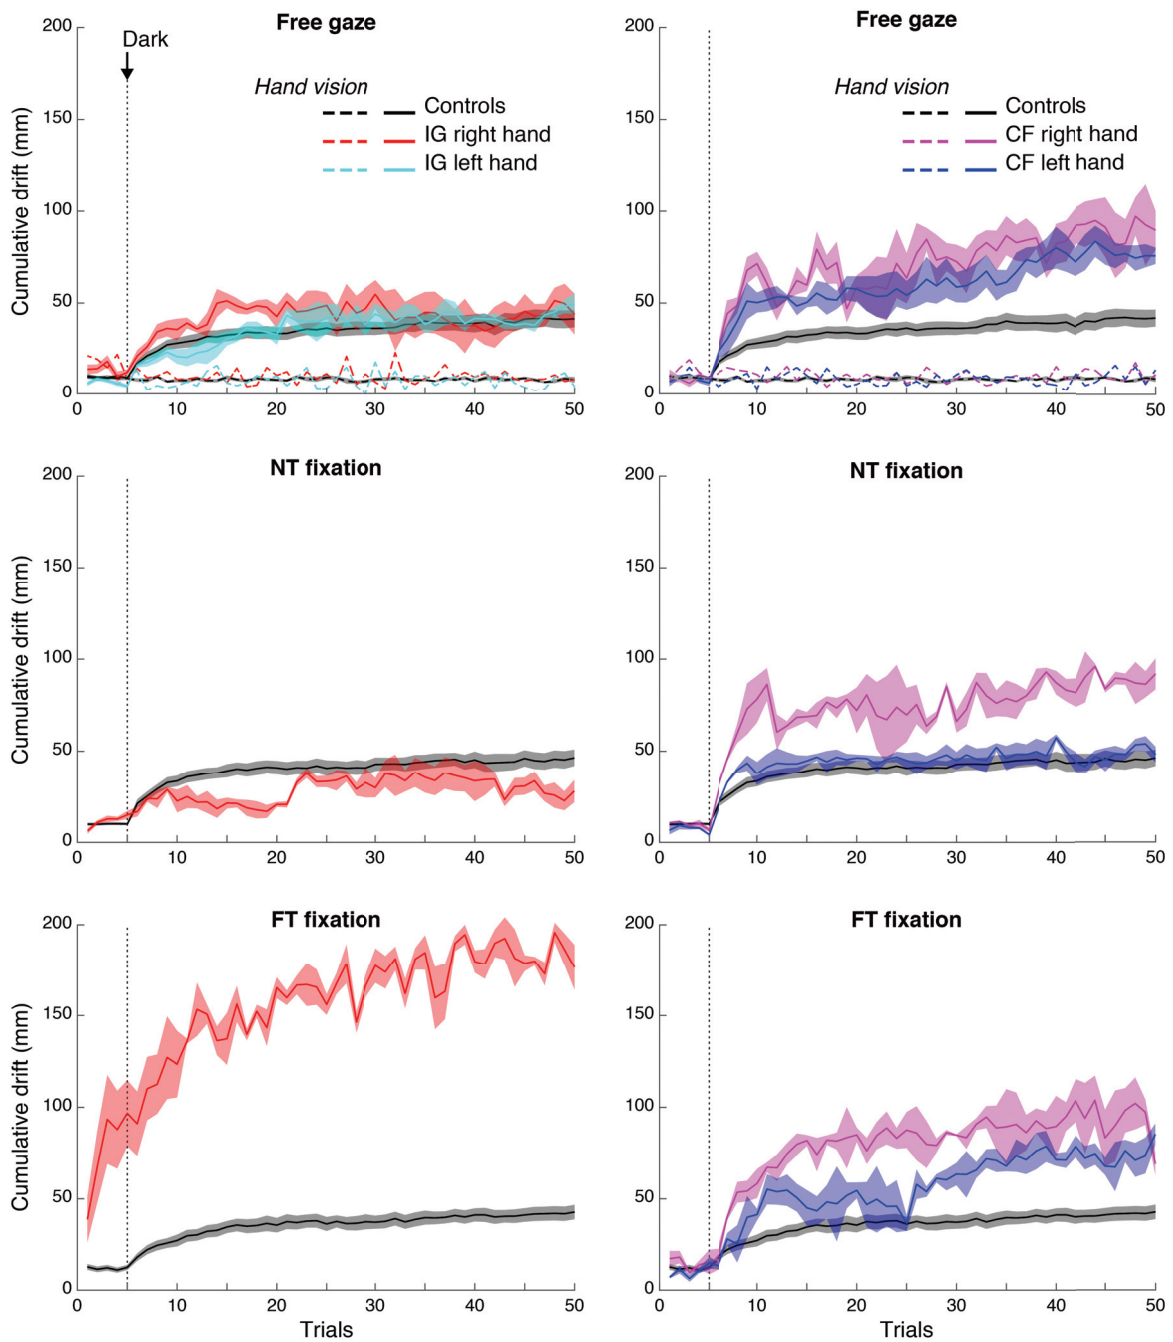 Free gaze
200
150
100
50
0
Cumulative drift (mm)
Dark
Hand vision
Controls
IG right hand
IG left hand
0 10 20 30 40 50
Free gaze
200
150
100
50
0
Hand vision
Controls
CF right hand
CF left hand
0 10 20 30 40 50
NT fixation
200
150
100
50
0
Cumulative drift (mm)
0 10 20 30 40 50
NT fixation
200
150
100
50
0
0 10 20 30 40 50
FT fixation
200
150
100
50
0
Cumulative drift (mm)
0 10 20 30 40 50
Trials
FT fixation
200
150
100
50
0
0 10 20 30 40 50
Trials